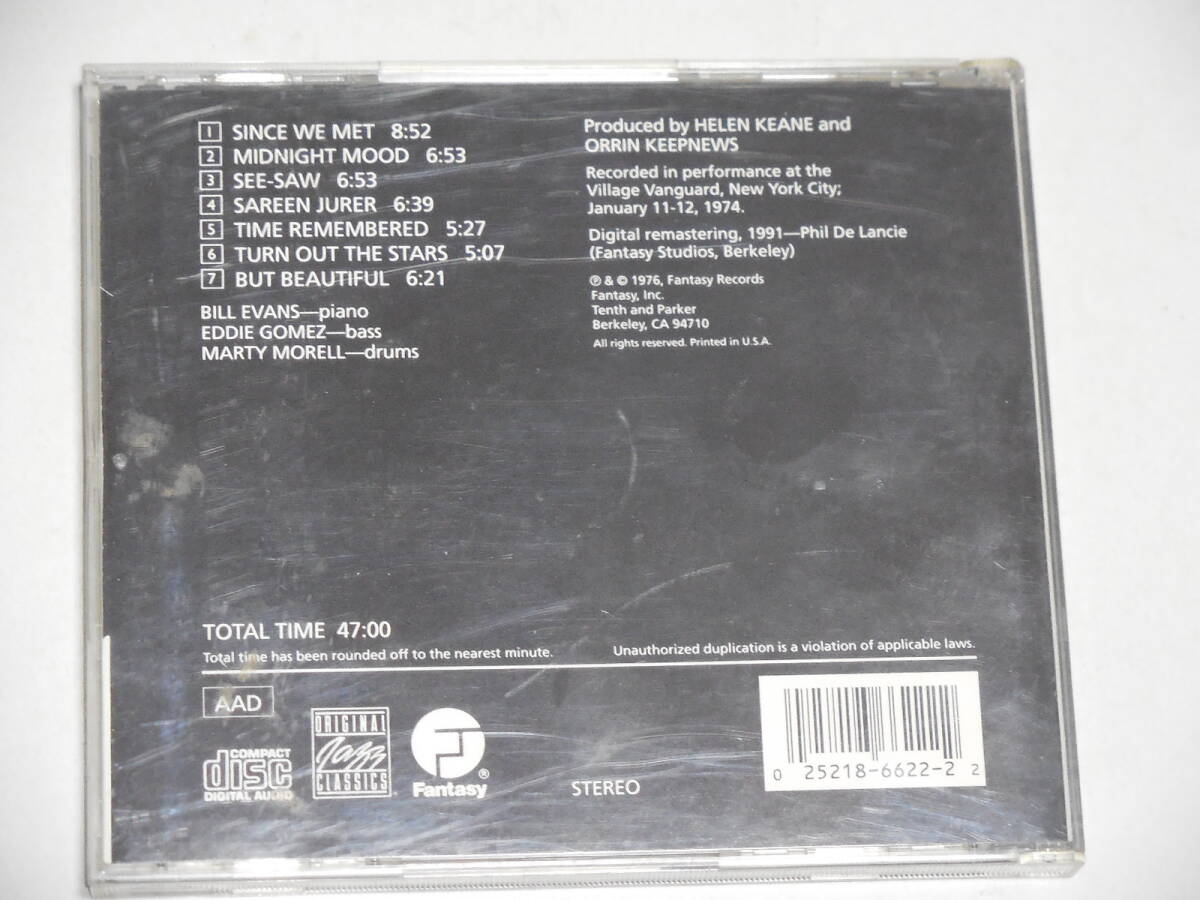 1 SINCE WE MET 8:52
2 MIDNIGHT MOOD 6:53
3 SEE-SAW 6:53
4 SAREEN JURER 6:39
5 TIME REMEMBERED 5:27
6 TURN OUT THE STARS 5:07
7 BUT BEAUTIFUL 6:21
BILL EVANS—piano
EDDIE GOMEZ—bass
MARTY MORELL—drums
Produced by HELEN KEANE and
ORRIN KEEPNEWS
Recorded in performance at the
Village Vanguard, New York City;
January 11-12, 1974.
Digital remastering, 1991—Phil De Lancie
(Fantasy Studios, Berkeley)
℗ & © 1976, Fantasy Records
Fantasy, Inc.
Tenth and Parker
Berkeley, CA 94710
All rights reserved. Printed in U.S.A.
TOTAL TIME 47:00
Total time has been rounded off to the nearest minute.
Unauthorized duplication is a violation of applicable laws.
AAD
COMPACT
disc
DIGITAL AUDIO
ORIGINAL
Jazz
CLASSICS
Fantasy®
STEREO
0 25218-6622-2 2